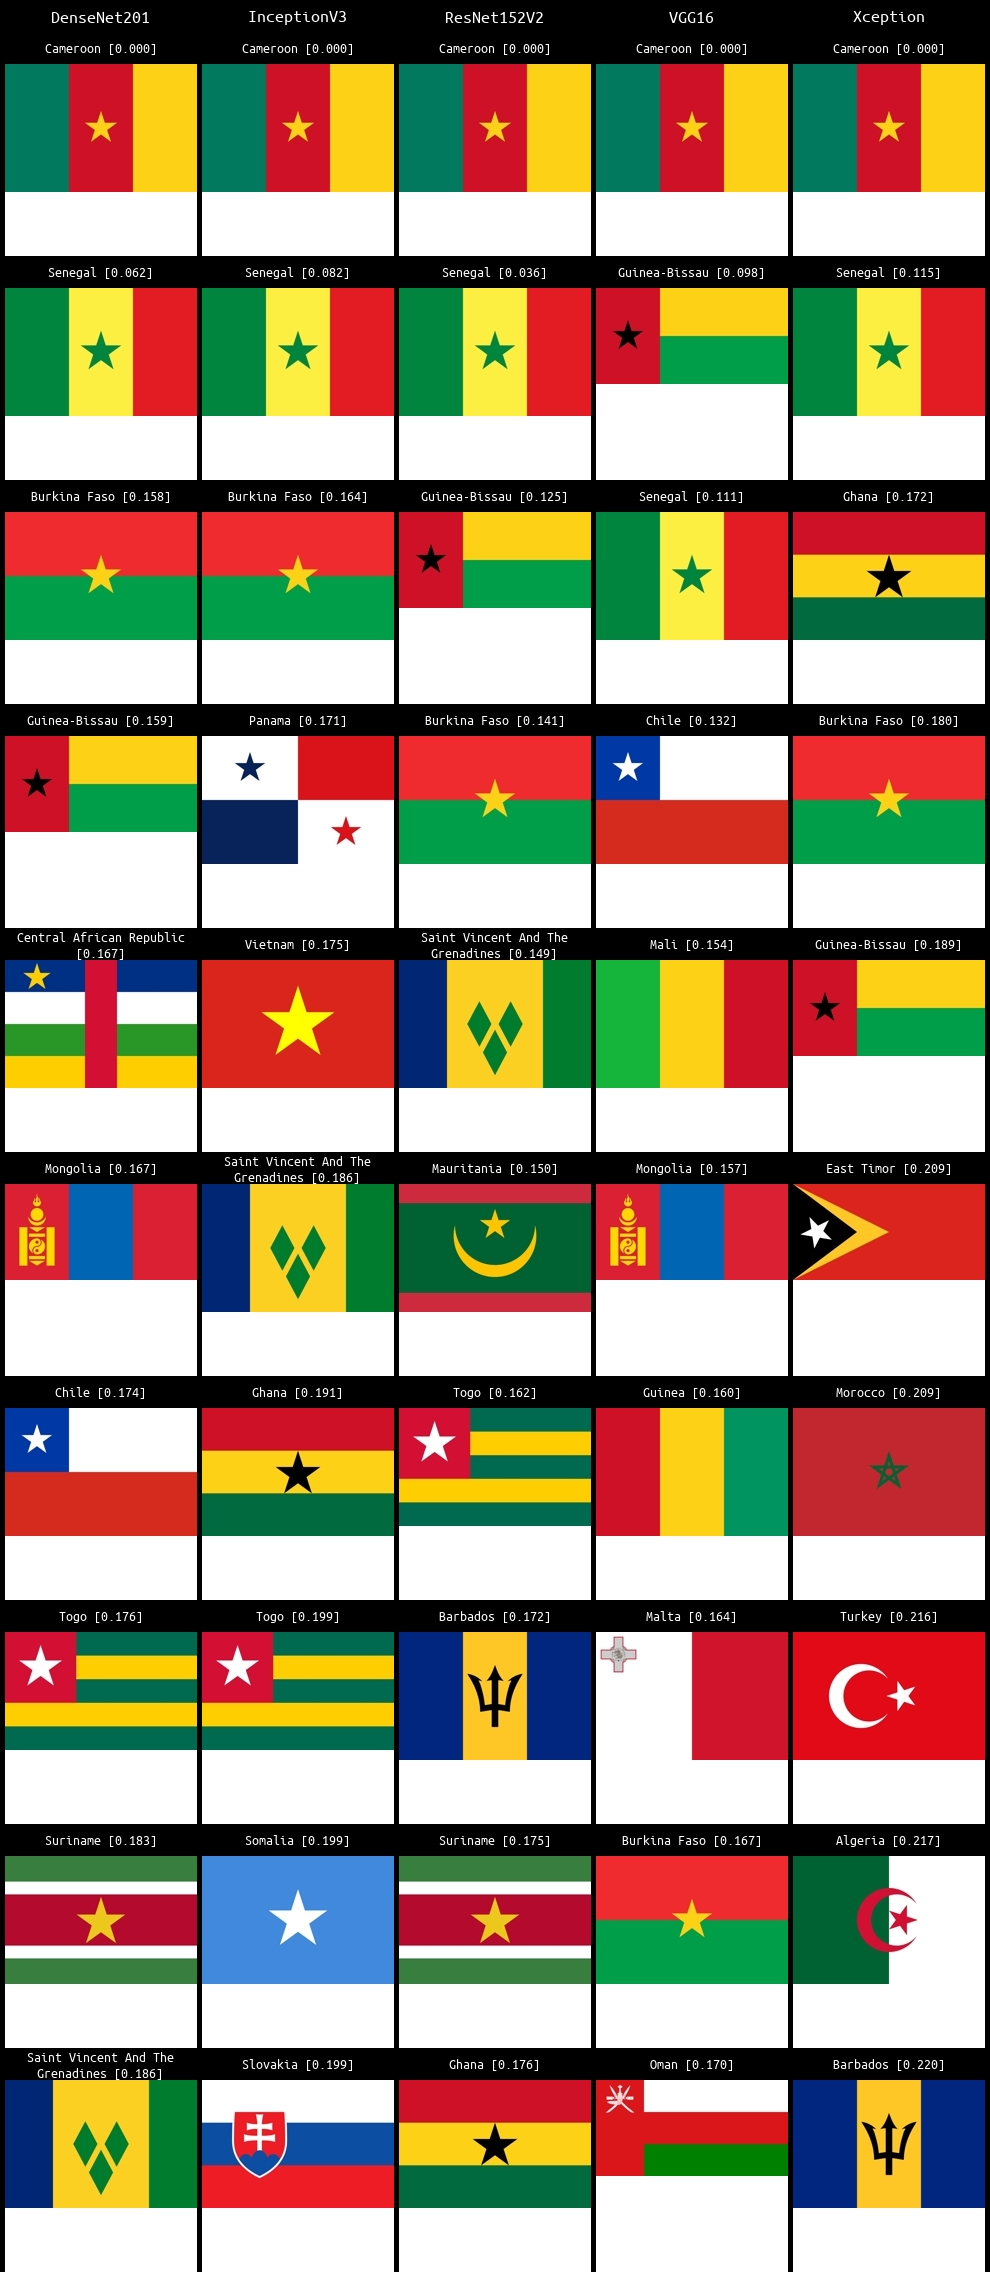 DenseNet201 InceptionV3 ResNet152V2 VGG16 Xception
Cameroon [0.000] Cameroon [0.000] Cameroon [0.000] Cameroon [0.000] Cameroon [0.000]
Senegal [0.062] Senegal [0.082] Senegal [0.036] Guinea-Bissau [0.098] Senegal [0.115]
Burkina Faso [0.158] Burkina Faso [0.164] Guinea-Bissau [0.125] Senegal [0.111] Ghana [0.172]
Guinea-Bissau [0.159] Panama [0.171] Burkina Faso [0.141] Chile [0.132] Burkina Faso [0.180]
Central African Republic
[0.167]
Vietnam [0.175]
Saint Vincent And The
Grenadines [0.149]
Mali [0.154] Guinea-Bissau [0.189]
Mongolia [0.167]
Saint Vincent And The
Grenadines [0.186]
Mauritania [0.150] Mongolia [0.157] East Timor [0.209]
Chile [0.174] Ghana [0.191] Togo [0.162] Guinea [0.160] Morocco [0.209]
Togo [0.176] Togo [0.199] Barbados [0.172] Malta [0.164] Turkey [0.216]
Suriname [0.183] Somalia [0.199] Suriname [0.175] Burkina Faso [0.167] Algeria [0.217]
Saint Vincent And The
Grenadines [0.186]
Slovakia [0.199] Ghana [0.176] Oman [0.170] Barbados [0.220]